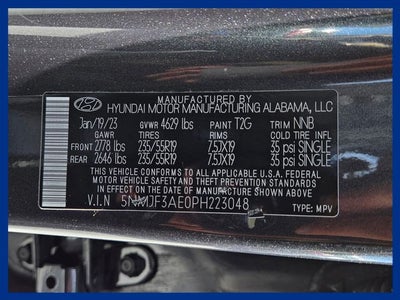 MANUFACTURED BY
HYUNDAI MOTOR MANUFACTURING ALABAMA, LLC
Jan/19/23 GVWR 4629 lbs PAINT T2G TRIM NNB
GAWR TIRES RIMS COLD TIRE INFL
FRONT 2778 lbs 235/55R19 7.5JX19 35 psi SINGLE
REAR 2646 lbs 235/55R19 7.5JX19 35 psi SINGLE
THIS VEHICLE CONFORMS TO ALL APPLICABLE U.S.A. FEDERAL
MOTOR VEHICLE SAFETY, BUMPER, AND THEFT PREVENTION
STANDARDS IN EFFECT ON THE DATE OF MANUFACTURE SHOWN ABOVE.
V.I.N 5NMJF3AE0PH223048 TYPE: MPV